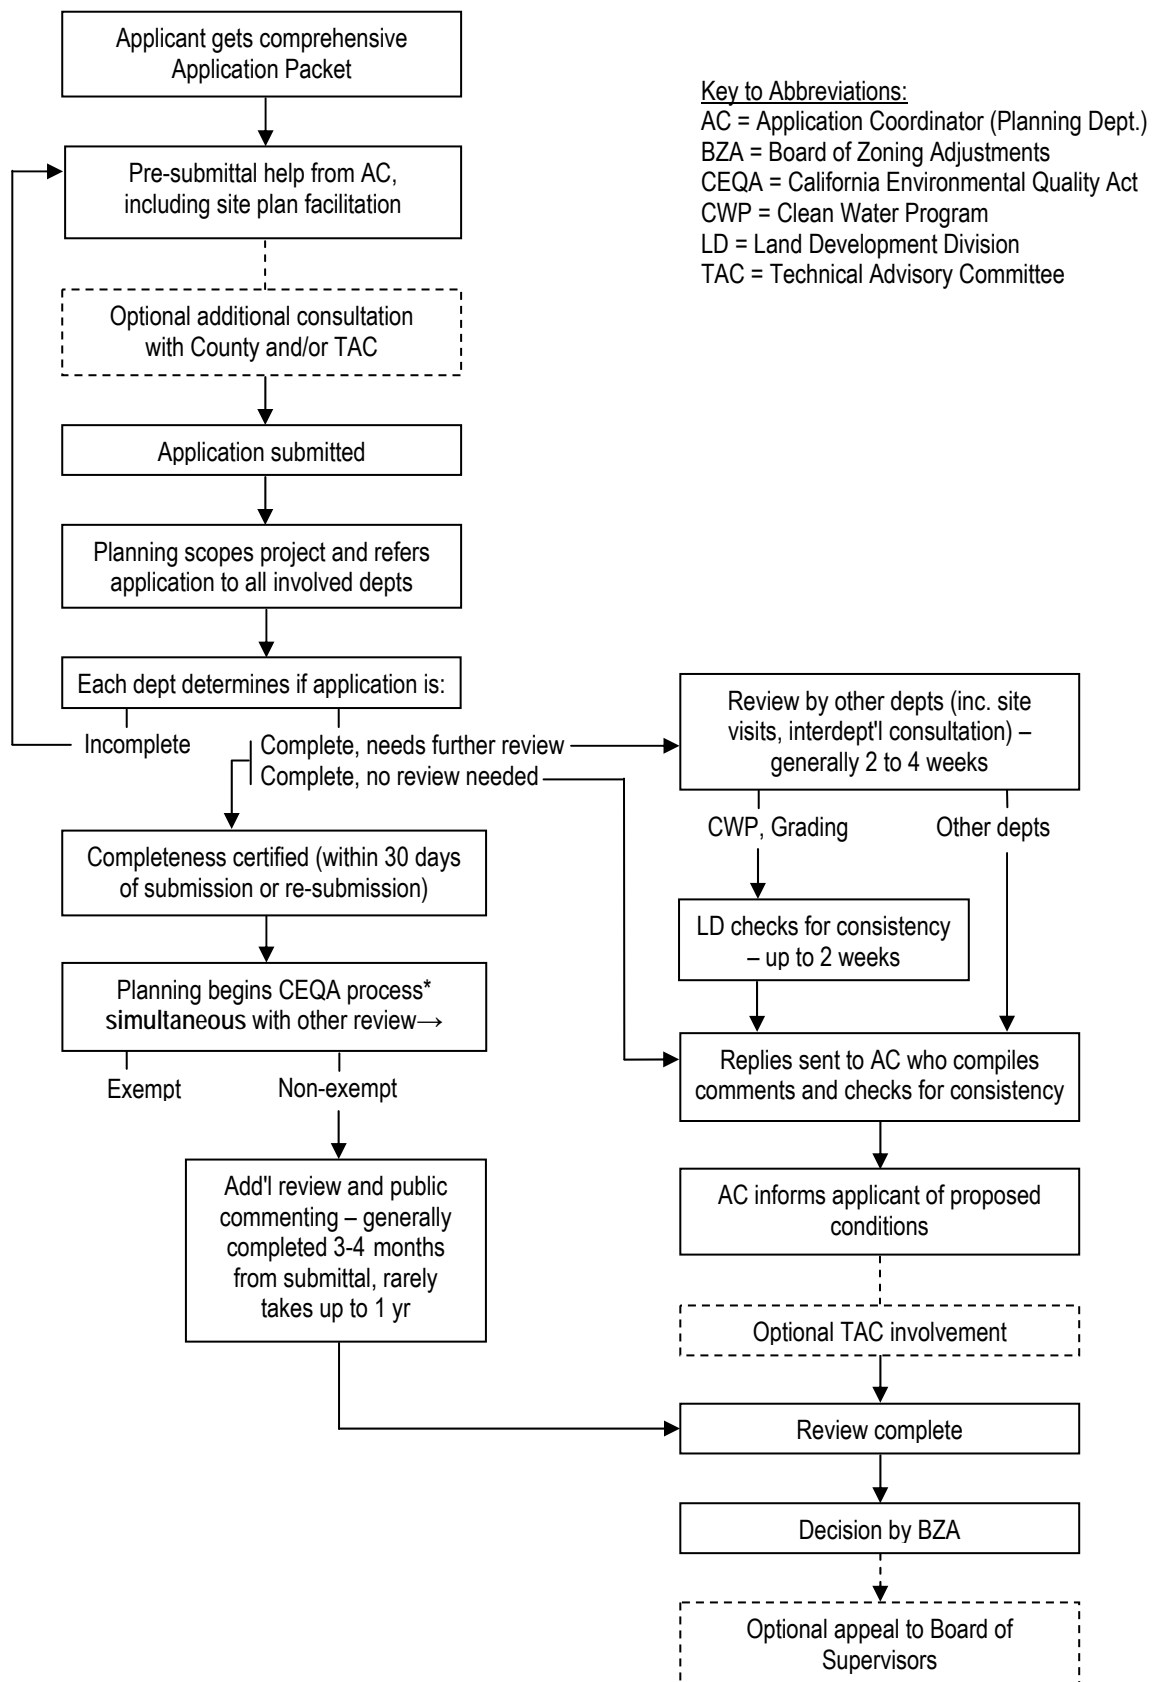 Applicant gets comprehensive
Application Packet
Key to Abbreviations:
AC = Application Coordinator (Planning Dept.)
BZA = Board of Zoning Adjustments
CEQA = California Environmental Quality Act
CWP = Clean Water Program
LD = Land Development Division
TAC = Technical Advisory Committee
Pre-submittal help from AC,
including site plan facilitation
Optional additional consultation
with County and/or TAC
Application submitted
Planning scopes project and refers
application to all involved depts
Each dept determines if application is:
Incomplete
Complete, needs further review
Complete, no review needed
Review by other depts (inc. site
visits, interdept'l consultation) –
generally 2 to 4 weeks
CWP, Grading
Other depts
Completeness certified (within 30 days
of submission or re-submission)
LD checks for consistency
– up to 2 weeks
Planning begins CEQA process*
simultaneous with other review→
Exempt
Non-exempt
Replies sent to AC who compiles
comments and checks for consistency
Add'l review and public
commenting – generally
completed 3-4 months
from submittal, rarely
takes up to 1 yr
AC informs applicant of proposed
conditions
Optional TAC involvement
Review complete
Decision by BZA
Optional appeal to Board of
Supervisors